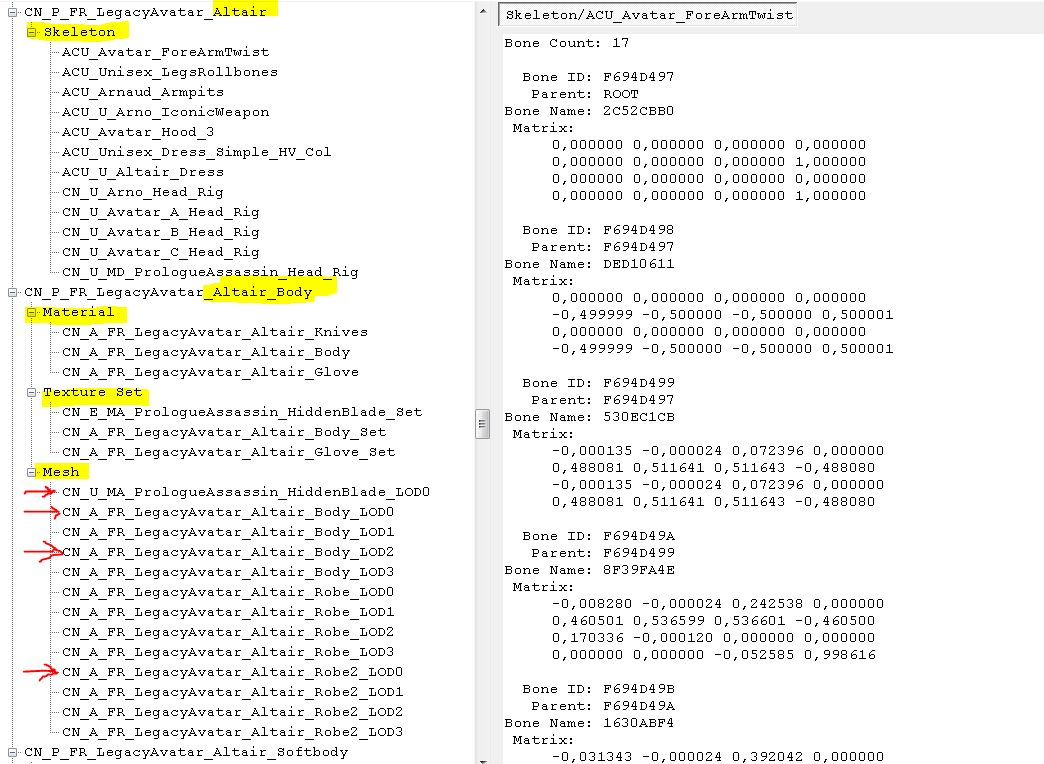 CN_P_FR_LegacyAvatar_Altair
Skeleton
ACU_Avatar_ForeArmTwist
ACU_Unisex_LegsRollbones
ACU_Arnaud_Armpits
ACU_U_Arno_IconicWeapon
ACU_Avatar_Hood_3
ACU_Unisex_Dress_Simple_HV_Col
ACU_U_Altair_Dress
CN_U_Arno_Head_Rig
CN_U_Avatar_A_Head_Rig
CN_U_Avatar_B_Head_Rig
CN_U_Avatar_C_Head_Rig
CN_U_MD_PrologueAssassin_Head_Rig
CN_P_FR_LegacyAvatar_Altair_Body
Material
CN_A_FR_LegacyAvatar_Altair_Knives
CN_A_FR_LegacyAvatar_Altair_Body
CN_A_FR_LegacyAvatar_Altair_Glove
Texture Set
CN_E_MA_PrologueAssassin_HiddenBlade_Set
CN_A_FR_LegacyAvatar_Altair_Body_Set
CN_A_FR_LegacyAvatar_Altair_Glove_Set
Mesh
CN_U_MA_PrologueAssassin_HiddenBlade_LOD0
CN_A_FR_LegacyAvatar_Altair_Body_LOD0
CN_A_FR_LegacyAvatar_Altair_Body_LOD1
CN_A_FR_LegacyAvatar_Altair_Body_LOD2
CN_A_FR_LegacyAvatar_Altair_Body_LOD3
CN_A_FR_LegacyAvatar_Altair_Robe_LOD0
CN_A_FR_LegacyAvatar_Altair_Robe_LOD1
CN_A_FR_LegacyAvatar_Altair_Robe_LOD2
CN_A_FR_LegacyAvatar_Altair_Robe_LOD3
CN_A_FR_LegacyAvatar_Altair_Robe2_LOD0
CN_A_FR_LegacyAvatar_Altair_Robe2_LOD1
CN_A_FR_LegacyAvatar_Altair_Robe2_LOD2
CN_A_FR_LegacyAvatar_Altair_Robe2_LOD3
CN_P_FR_LegacyAvatar_Altair_Softbody
Skeleton/ACU_Avatar_ForeArmTwist
Bone Count: 17
Bone ID: F694D497
Parent: ROOT
Bone Name: 2C52CBB0
Matrix:
0,000000 0,000000 0,000000 0,000000
0,000000 0,000000 0,000000 1,000000
0,000000 0,000000 0,000000 0,000000
0,000000 0,000000 0,000000 1,000000
Bone ID: F694D498
Parent: F694D497
Bone Name: DED10611
Matrix:
0,000000 0,000000 0,000000 0,000000
-0,499999 -0,500000 -0,500000 0,500001
0,000000 0,000000 0,000000 0,000000
-0,499999 -0,500000 -0,500000 0,500001
Bone ID: F694D499
Parent: F694D497
Bone Name: 530EC1CB
Matrix:
-0,000135 -0,000024 0,072396 0,000000
0,488081 0,511641 0,511643 -0,488080
-0,000135 -0,000024 0,072396 0,000000
0,488081 0,511641 0,511643 -0,488080
Bone ID: F694D49A
Parent: F694D499
Bone Name: 8F39FA4E
Matrix:
-0,008280 -0,000024 0,242538 0,000000
0,460501 0,536599 0,536601 -0,460500
0,170336 -0,000120 0,000000 0,000000
0,000000 0,000000 -0,052585 0,998616
Bone ID: F694D49B
Parent: F694D49A
Bone Name: 1630ABF4
Matrix:
-0,031343 -0,000024 0,392042 0,000000